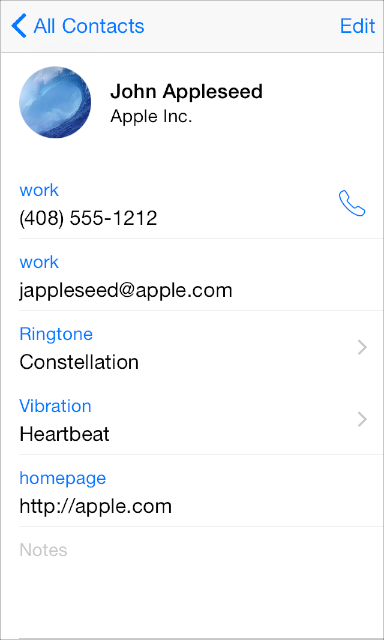 All Contacts Edit
John Appleseed
Apple Inc.
work
(408) 555-1212
work
jappleseed@apple.com
Ringtone
Constellation
Vibration
Heartbeat
homepage
http://apple.com
Notes